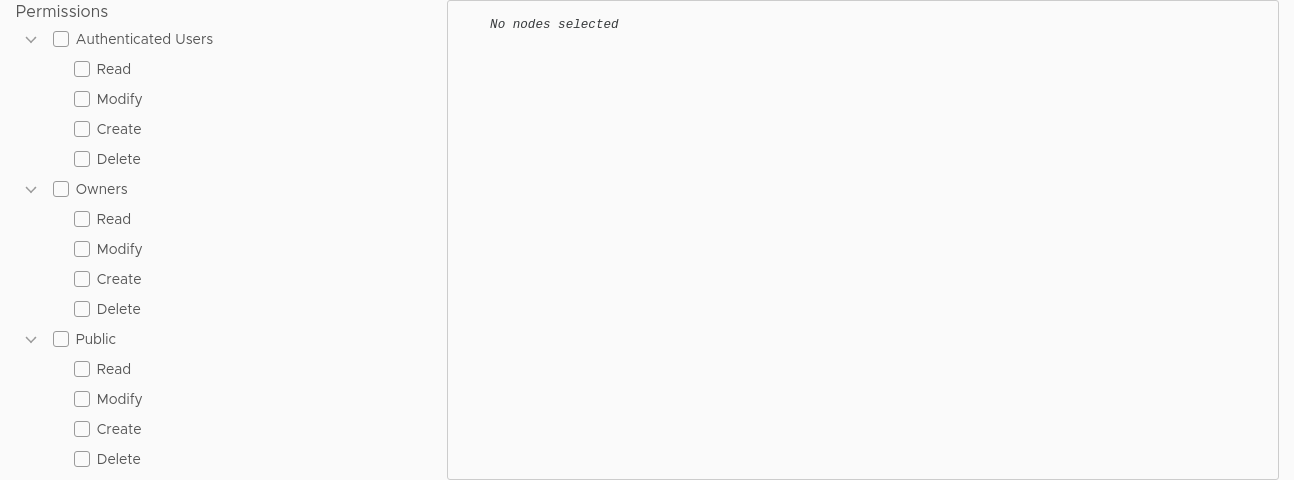 Permissions
Authenticated Users
Read
Modify
Create
Delete
Owners
Read
Modify
Create
Delete
Public
Read
Modify
Create
Delete
No nodes selected